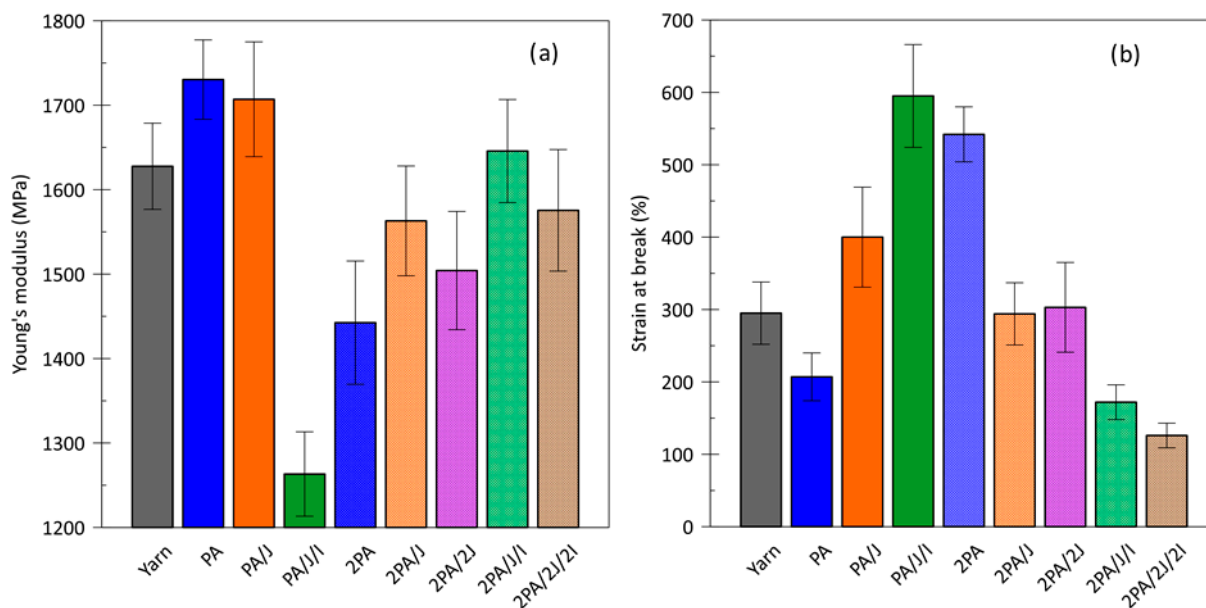 (a)
Young's modulus (MPa)
1800
1700
1600
1500
1400
1300
1200
Yarn
PA
PA/J
PA/J/I
2PA
2PA/J
2PA/2J
2PA/J/I
2PA/2J/2I
(b)
Strain at break (%)
700
600
500
400
300
200
100
0
Yarn
PA
PA/J
PA/J/I
2PA
2PA/J
2PA/2J
2PA/J/I
2PA/2J/2I